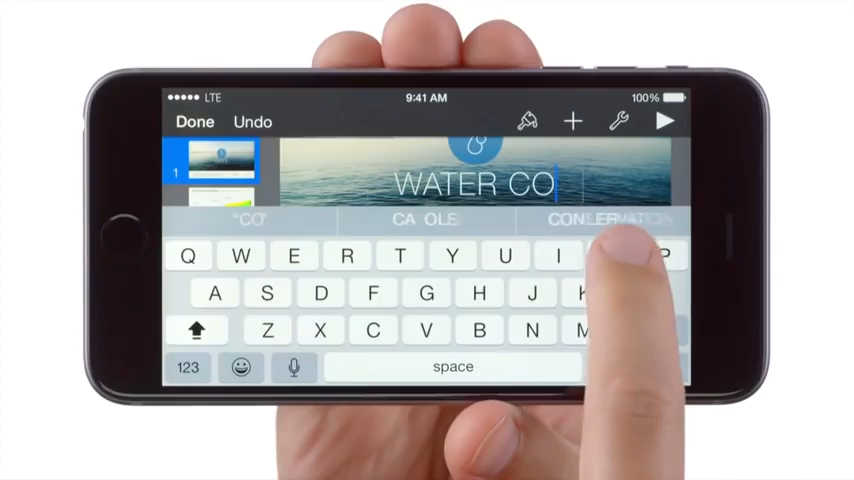 LTE 9:41 AM 100%
Done Undo
1
WATER CO
"CO"
Q W E R T Y U I P
A S D F G H J K
Z X C V B N M
123 space